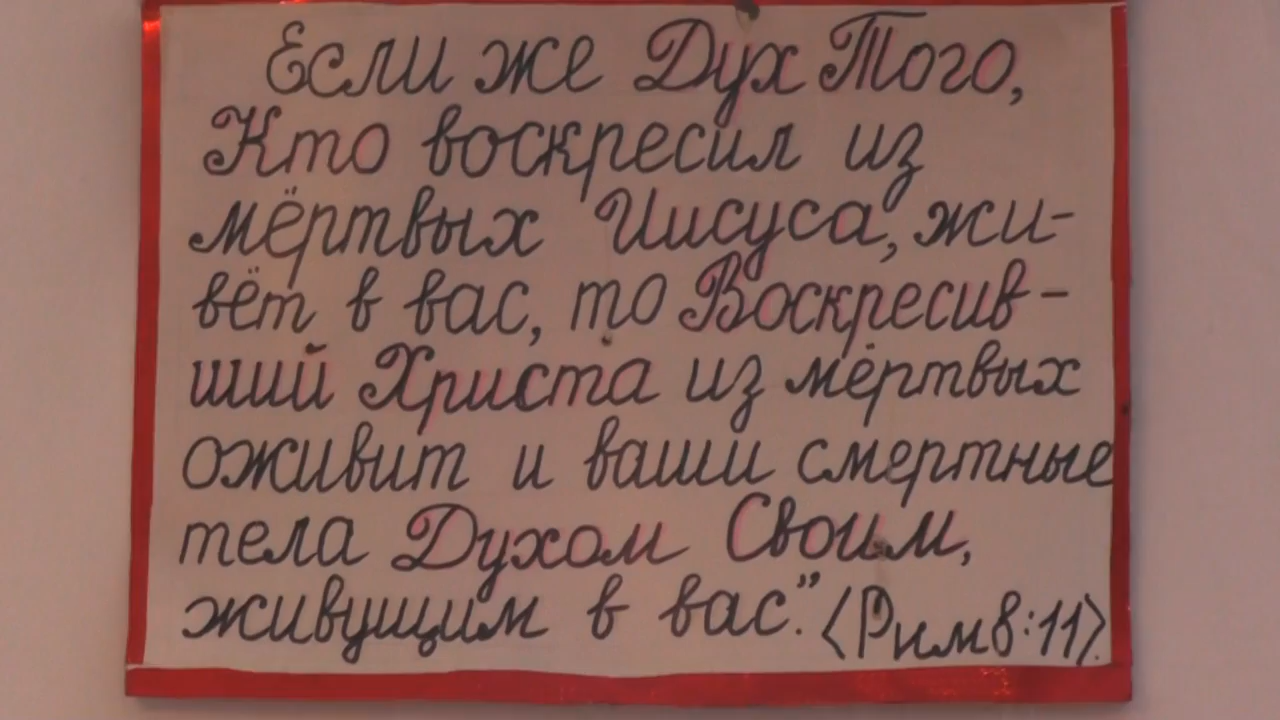 Если же Дух Того,
Кто воскресил из
мёртвых Иисуса, жи-
вёт в вас, то Воскресив-
ший Христа из мёртвых
оживит и ваши смертные
тела Духом Своим,
живущим в вас." (Рим 8:11).